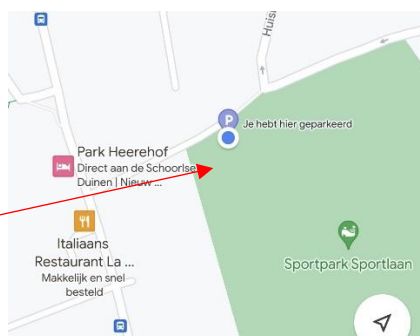 Huis
P
Je hebt hier geparkeerd
Park Heerehof
Direct aan de Schoorlse
Duinen | Nieuw ...
Italiaans
Restaurant La ...
Makkelijk en snel
besteld
Sportpark Sportlaan